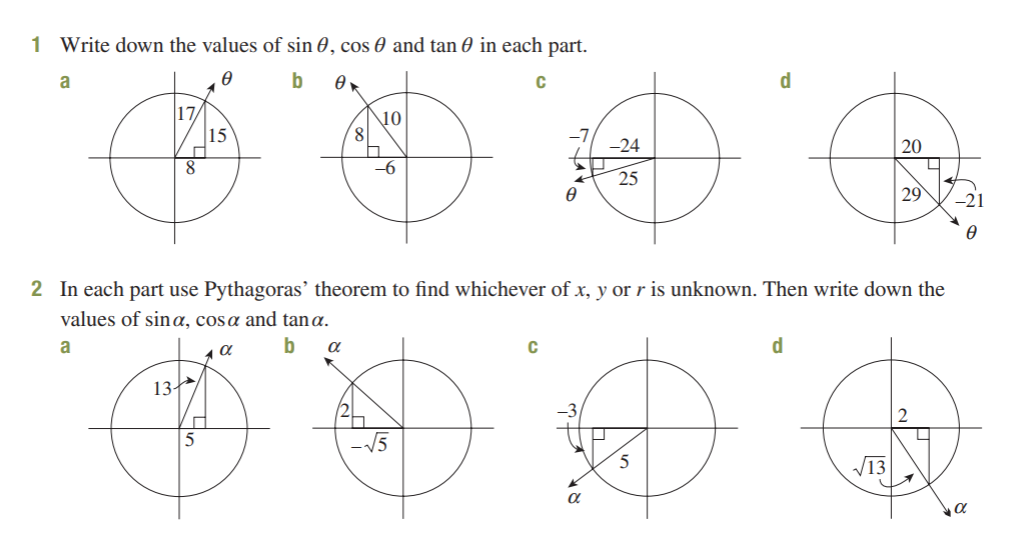 1 Write down the values of sin θ, cos θ and tan θ in each part.
a b c d
θ 17 15 8
θ 10 8 –6
–7 –24 25 θ
20 29 –21 θ
2 In each part use Pythagoras’ theorem to find whichever of x, y or r is unknown. Then write down the
values of sin α, cos α and tan α.
a b c d
α 13 5
α 2 –√5
–3 5 α
2 √13 α